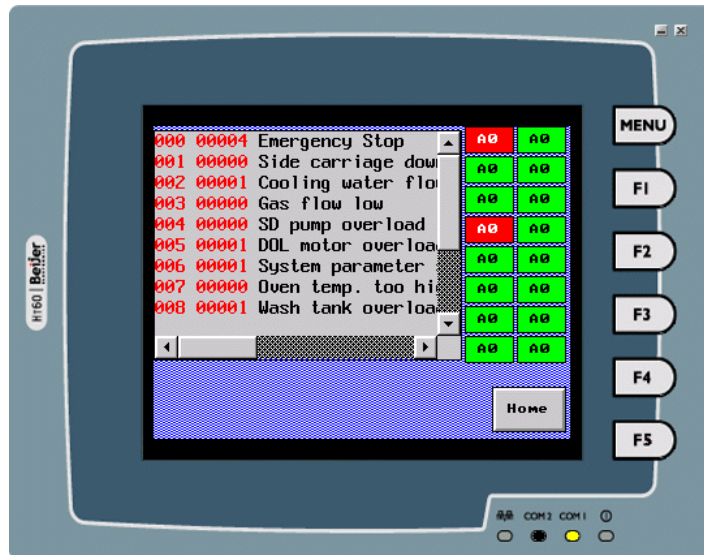 MENU
F1
F2
F3
F4
F5
HT60 | Beijer
ELECTRONICS
000 00004 Emergency Stop
001 00000 Side carriage dow
002 00001 Cooling water flo
003 00000 Gas flow low
004 00000 SD pump overload
005 00001 DOL motor overloa
006 00001 System parameter
007 00000 Oven temp. too hi
008 00001 Wash tank overloa
A0 A0
A0 A0
A0 A0
A0 A0
A0 A0
A0 A0
A0 A0
A0 A0
Home
COM2 COM1